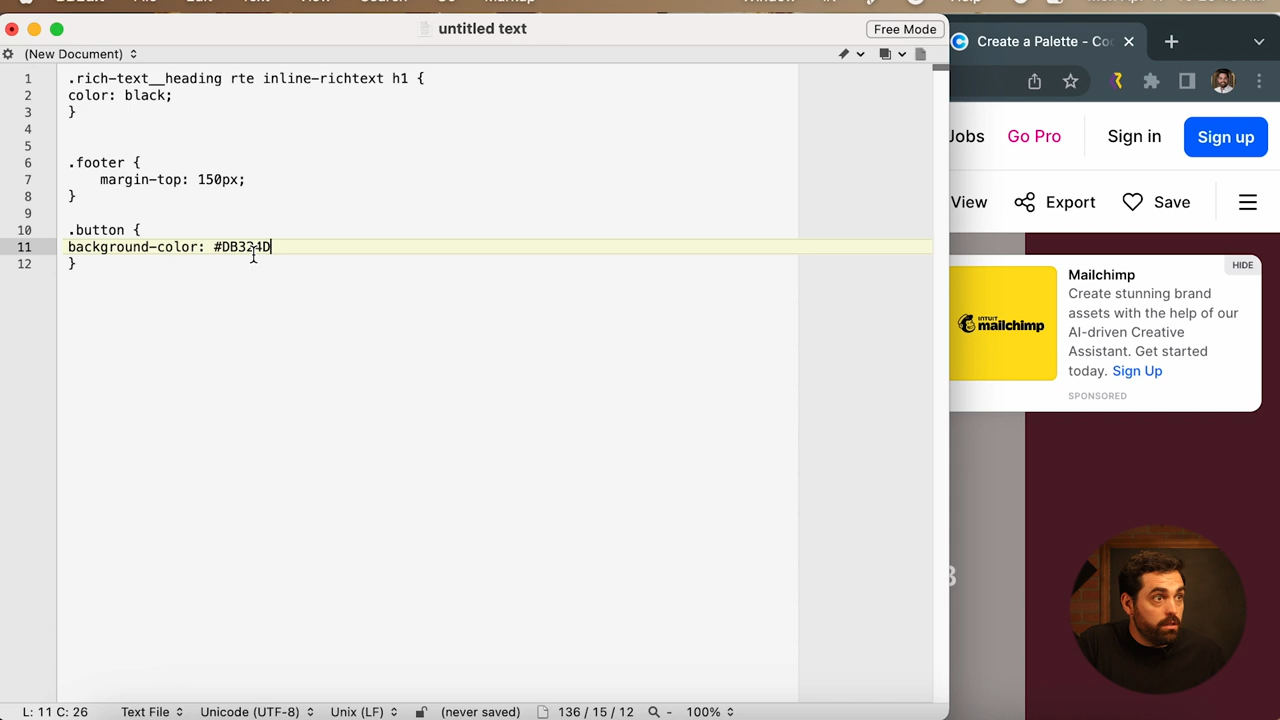 untitled text
Free Mode
Create a Palette - Co
(New Document)
Jobs
Go Pro
Sign in
Sign up
View
Export
Save
1 .rich-text__heading rte inline-richtext h1 {
2 color: black;
3 }
4
5
6 .footer {
7 margin-top: 150px;
8 }
9
10 .button {
11 background-color: #DB324D
12 }
HIDE
Mailchimp
Create stunning brand
assets with the help of our
AI-driven Creative
Assistant. Get started
today. Sign Up
SPONSORED
INTUIT
mailchimp
L: 11 C: 26
Text File
Unicode (UTF-8)
Unix (LF)
(never saved)
136 / 15 / 12
100%